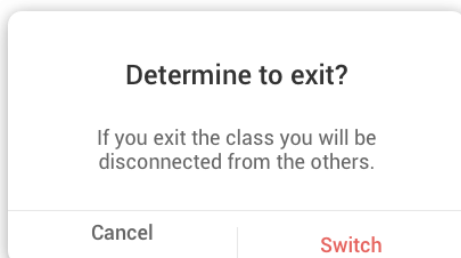 Determine to exit?
If you exit the class you will be
disconnected from the others.
Cancel
Switch